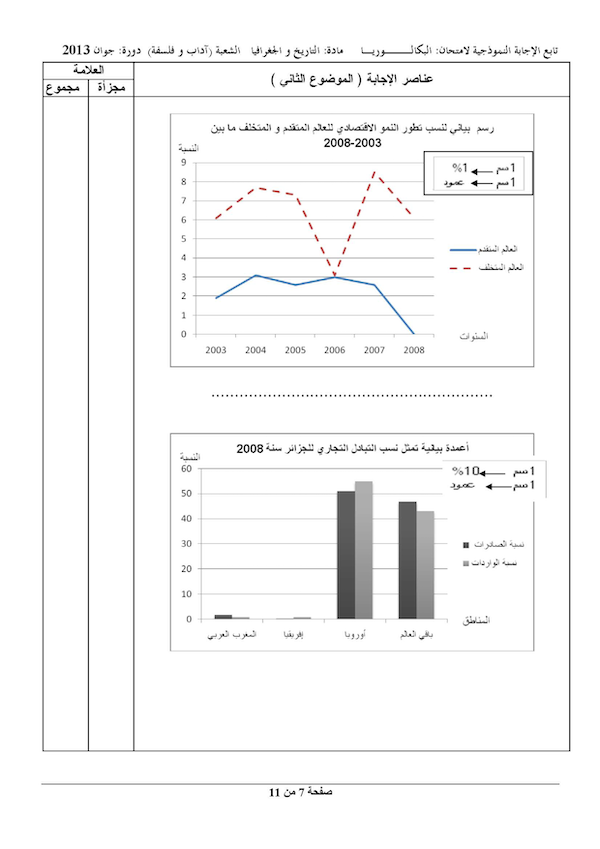 تابع الإجابة النموذجية لامتحان: البكالـــــــــوريــــا مادة: التاريخ و الجغرافيا الشعبة (آداب و فلسفة) دورة: جوان 2013
عناصر الإجابة ( الموضوع الثاني )
العلامة
مجزأة
مجموع
رسم بياني لنسب تطور النمو الاقتصادي للعالم المتقدم و المتخلف ما بين
2008-2003
النسبة
1سم ← 1%
1سم ← عمود
9
8
7
6
5
4
3
2
1
0
2003 2004 2005 2006 2007 2008
العالم المتقدم
العالم المتخلف
السنوات
............................................................
أعمدة بيانية تمثل نسب التبادل التجاري للجزائر سنة 2008
النسبة
1سم ← 10%
1سم ← عمود
60
50
40
30
20
10
0
المغرب العربي إفريقيا أوروبا باقي العالم
نسبة الصادرات
نسبة الواردات
المناطق
صفحة 7 من 11